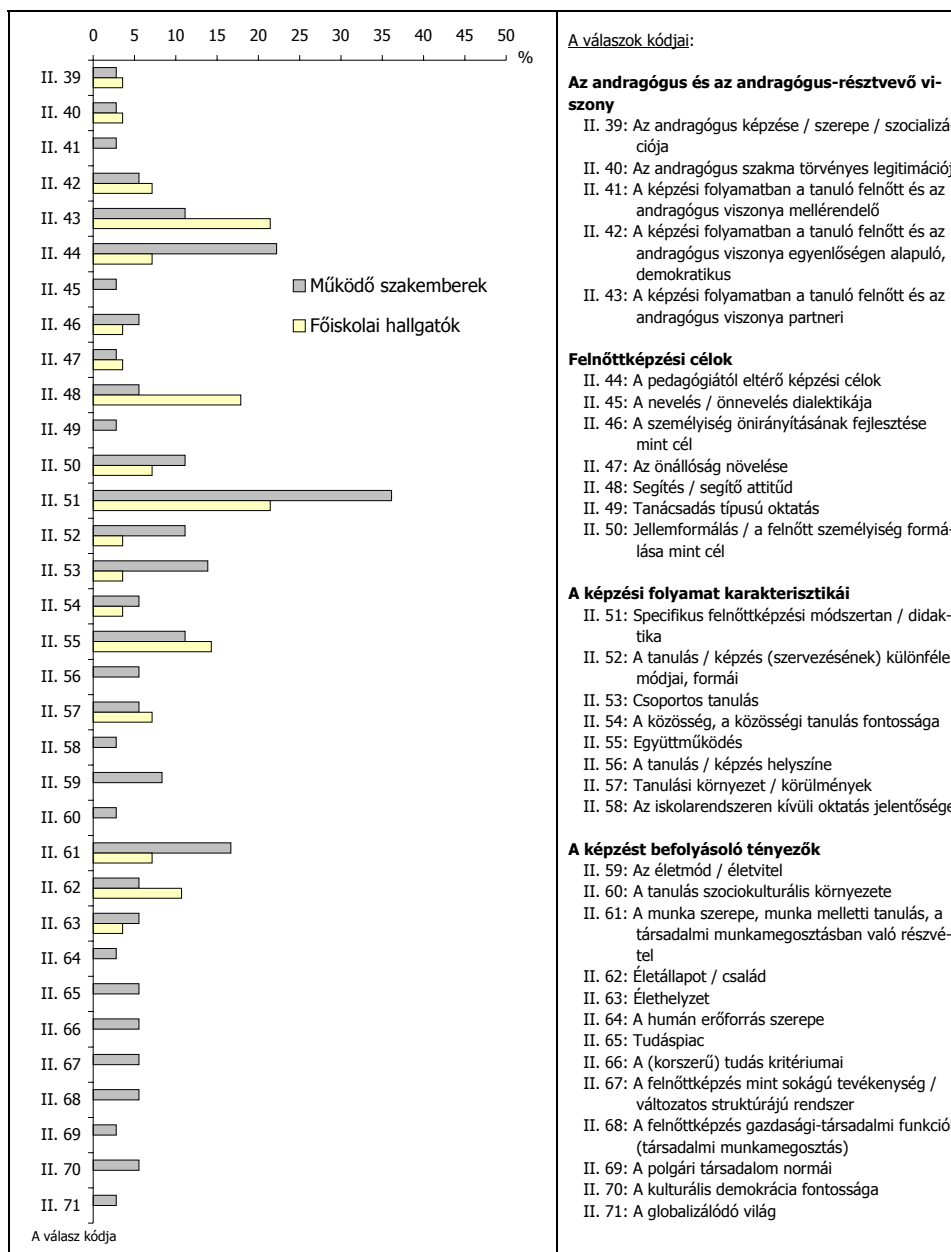 0 5 10 15 20 25 30 35 40 45 50
%
II. 39
II. 40
II. 41
II. 42
II. 43
II. 44
II. 45
II. 46
II. 47
II. 48
II. 49
II. 50
II. 51
II. 52
II. 53
II. 54
II. 55
II. 56
II. 57
II. 58
II. 59
II. 60
II. 61
II. 62
II. 63
II. 64
II. 65
II. 66
II. 67
II. 68
II. 69
II. 70
II. 71
A válasz kódja
Működő szakemberek
Főiskolai hallgatók
A válaszok kódjai:
Az andragógus és az andragógus-résztvevő vi-
szony
II. 39: Az andragógus képzése / szerepe / szocializá
ciója
II. 40: Az andragógus szakma törvényes legitimációj
II. 41: A képzési folyamatban a tanuló felnőtt és az
andragógus viszonya mellérendelő
II. 42: A képzési folyamatban a tanuló felnőtt és az
andragógus viszonya egyenlőségen alapuló,
demokratikus
II. 43: A képzési folyamatban a tanuló felnőtt és az
andragógus viszonya partneri
Felnőttképzési célok
II. 44: A pedagógiától eltérő képzési célok
II. 45: A nevelés / önnevelés dialektikája
II. 46: A személyiség önirányításának fejlesztése
mint cél
II. 47: Az önállóság növelése
II. 48: Segítés / segítő attitűd
II. 49: Tanácsadás típusú oktatás
II. 50: Jellemformálás / a felnőtt személyiség formá-
lása mint cél
A képzési folyamat karakterisztikái
II. 51: Specifikus felnőttképzési módszertan / didak-
tika
II. 52: A tanulás / képzés (szervezésének) különféle
módjai, formái
II. 53: Csoportos tanulás
II. 54: A közösség, a közösségi tanulás fontossága
II. 55: Együttműködés
II. 56: A tanulás / képzés helyszíne
II. 57: Tanulási környezet / körülmények
II. 58: Az iskolarendszeren kívüli oktatás jelentősége
A képzést befolyásoló tényezők
II. 59: Az életmód / életvitel
II. 60: A tanulás szociokulturális környezete
II. 61: A munka szerepe, munka melletti tanulás, a
társadalmi munkamegosztásban való részvé-
tel
II. 62: Életállapot / család
II. 63: Élethelyzet
II. 64: A humán erőforrás szerepe
II. 65: Tudáspiac
II. 66: A (korszerű) tudás kritériumai
II. 67: A felnőttképzés mint sokágú tevékenység /
változatos struktúrájú rendszer
II. 68: A felnőttképzés gazdasági-társadalmi funkció
(társadalmi munkamegosztás)
II. 69: A polgári társadalom normái
II. 70: A kulturális demokrácia fontossága
II. 71: A globalizálódó világ